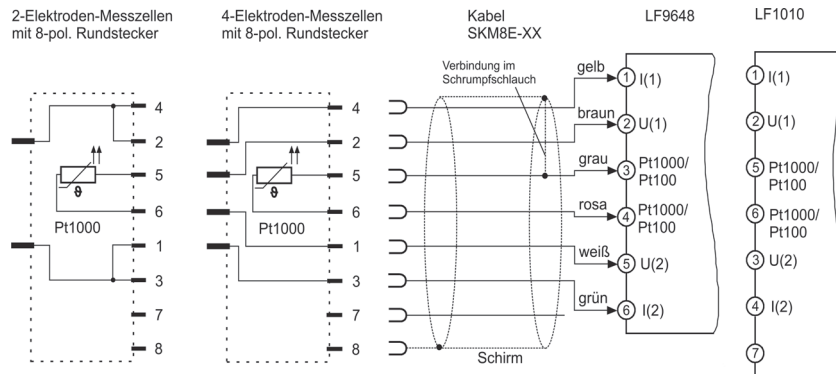 2-Elektroden-Messzellen
mit 8-pol. Rundstecker
4
2
5
6
Pt1000
1
3
7
8
4-Elektroden-Messzellen
mit 8-pol. Rundstecker
4
2
5
6
Pt1000
1
3
7
8
Kabel
SKM8E-XX
Verbindung im
Schrumpfschlauch
Schirm
gelb
braun
grau
rosa
weiß
grün
LF9648
1 I(1)
2 U(1)
3 Pt1000/
Pt100
4 Pt1000/
Pt100
5 U(2)
6 I(2)
LF1010
1 I(1)
2 U(1)
5 Pt1000/
Pt100
6 Pt1000/
Pt100
3 U(2)
4 I(2)
7